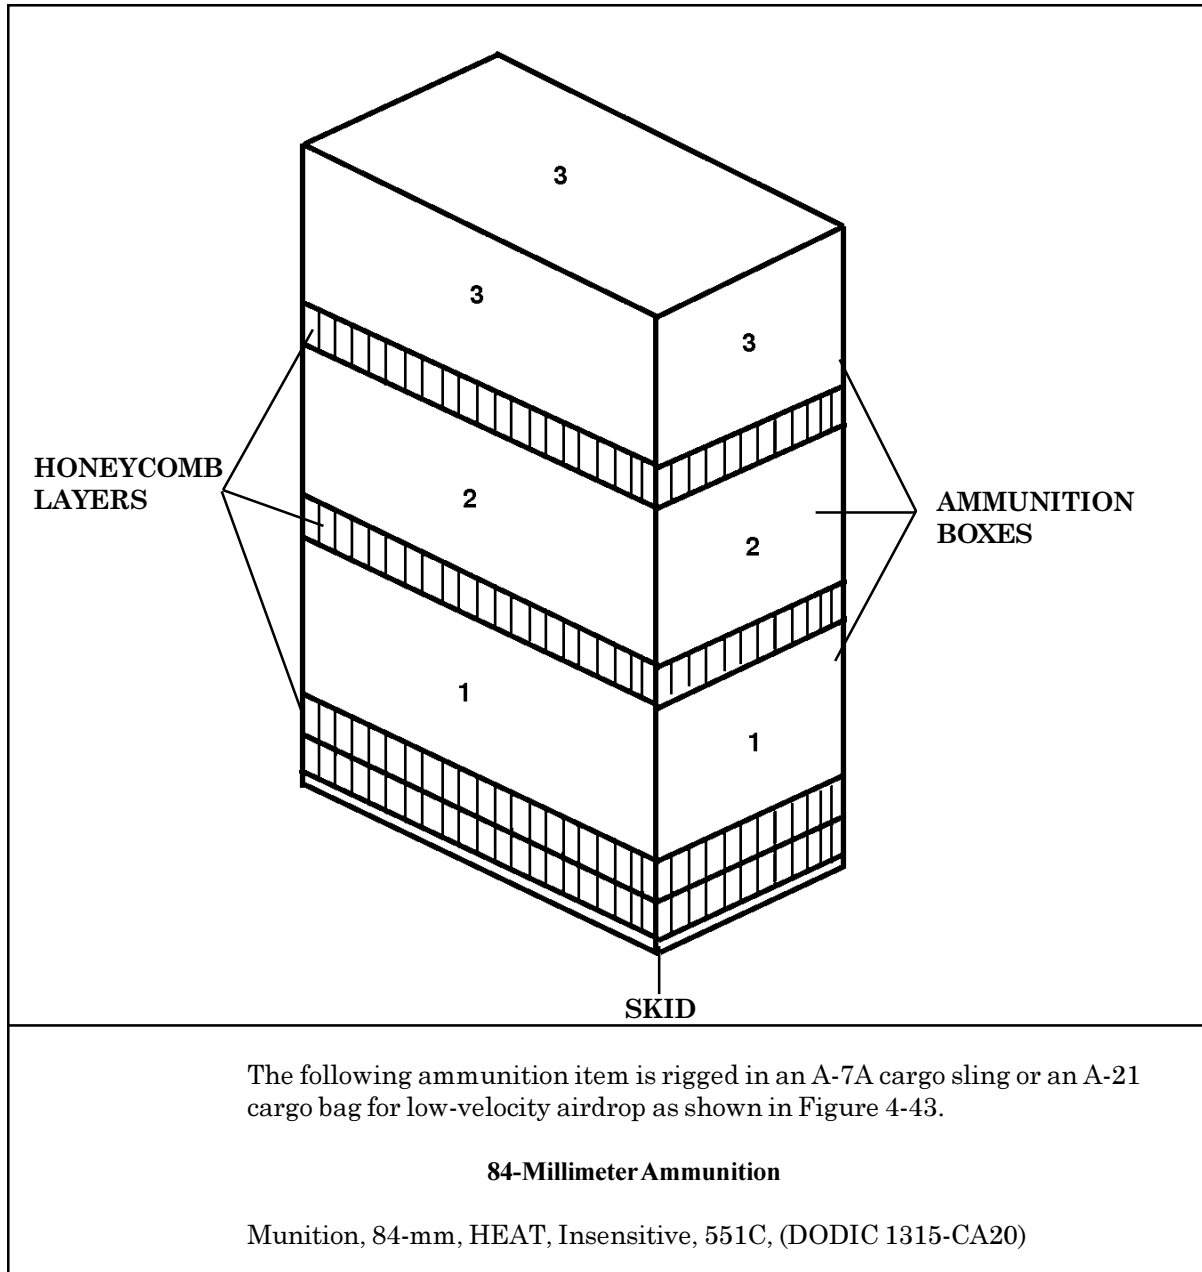 3
3
3
HONEYCOMB
LAYERS
2
AMMUNITION
BOXES
2
1
1
SKID
The following ammunition item is rigged in an A-7A cargo sling or an A-21
cargo bag for low-velocity airdrop as shown in Figure 4-43.
84-Millimeter Ammunition
Munition, 84-mm, HEAT, Insensitive, 551C, (DODIC 1315-CA20)